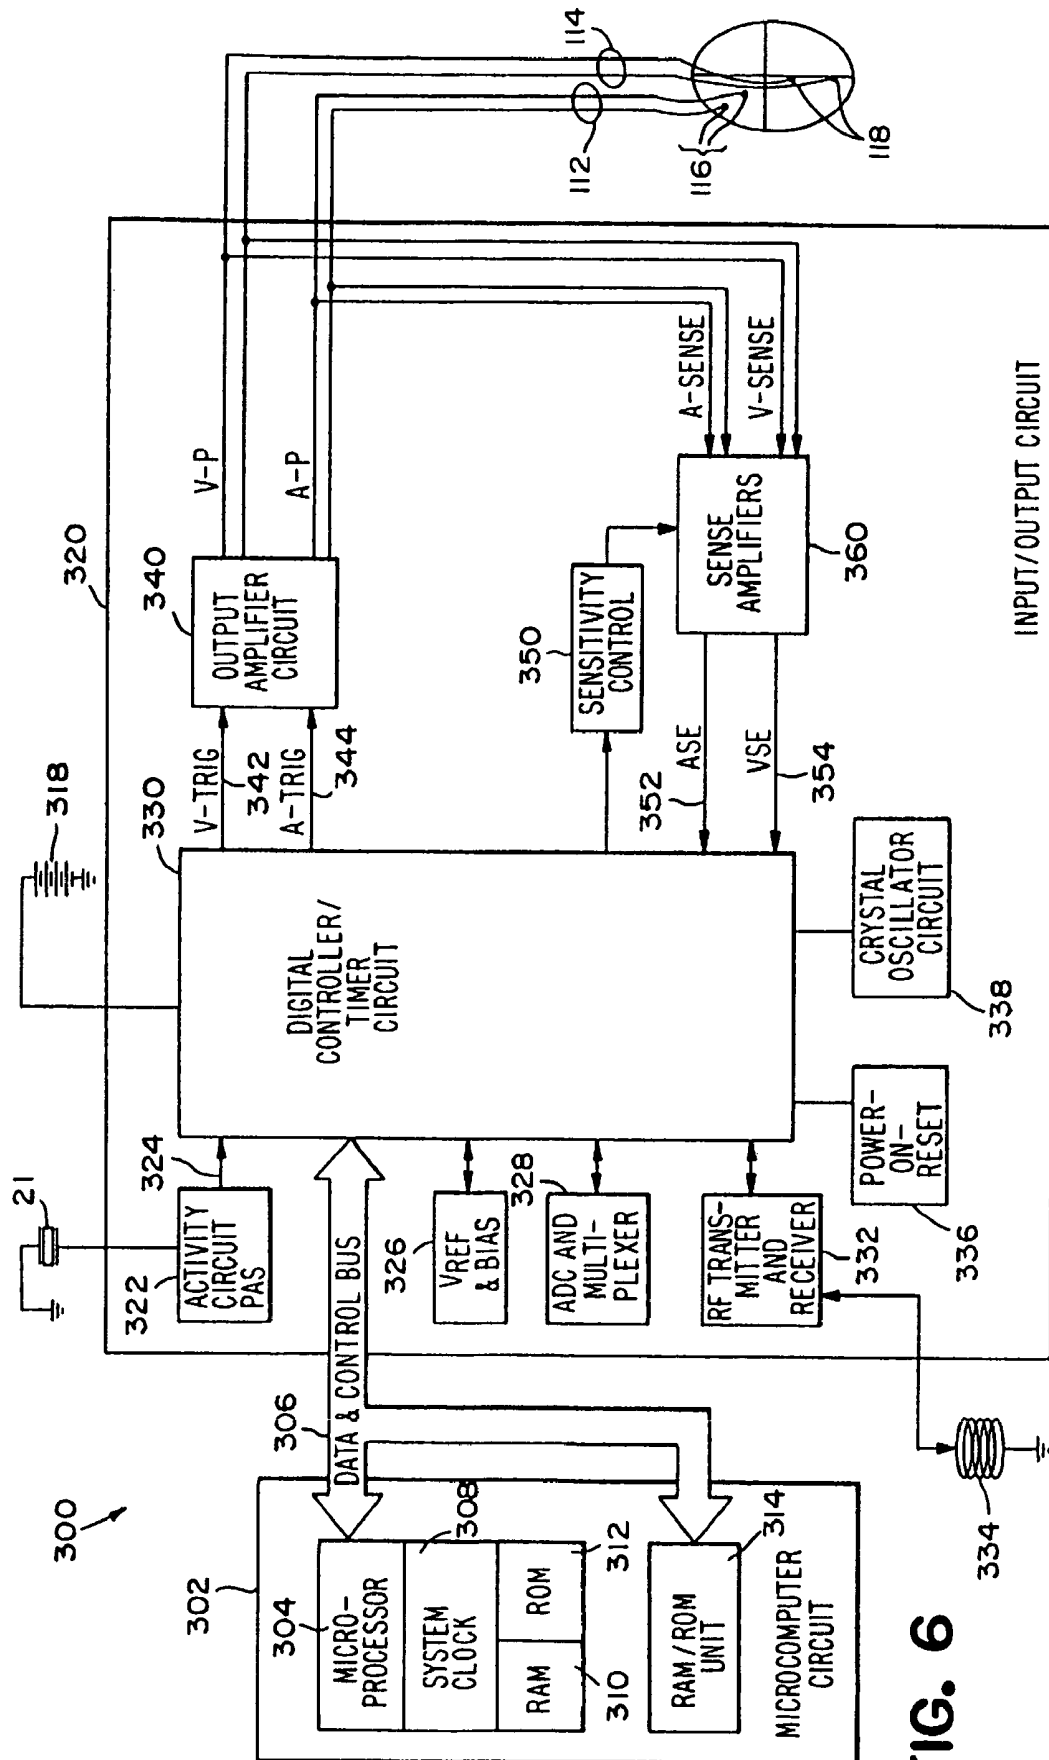 300
302
304
MICRO-
PROCESSOR
SYSTEM
CLOCK
308
RAM
ROM
310
312
RAM/ROM
UNIT
314
MICROCOMPUTER
CIRCUIT
306
DATA & CONTROL BUS
334
21
322
ACTIVITY
CIRCUIT
PAS
324
326
VREF
& BIAS
328
ADC AND
MULTI-
PLEXER
RF TRANS-
MITTER
AND
RECEIVER
332
POWER-
ON-
RESET
336
CRYSTAL
OSCILLATOR
CIRCUIT
338
318
330
DIGITAL
CONTROLLER/
TIMER
CIRCUIT
320
V-TRIG
342
A-TRIG
344
340
OUTPUT
AMPLIFIER
CIRCUIT
V-P
A-P
350
SENSITIVITY
CONTROL
352
ASE
VSE
354
SENSE
AMPLIFIERS
360
A-SENSE
V-SENSE
INPUT/OUTPUT CIRCUIT
114
112
116
118
FIG. 6